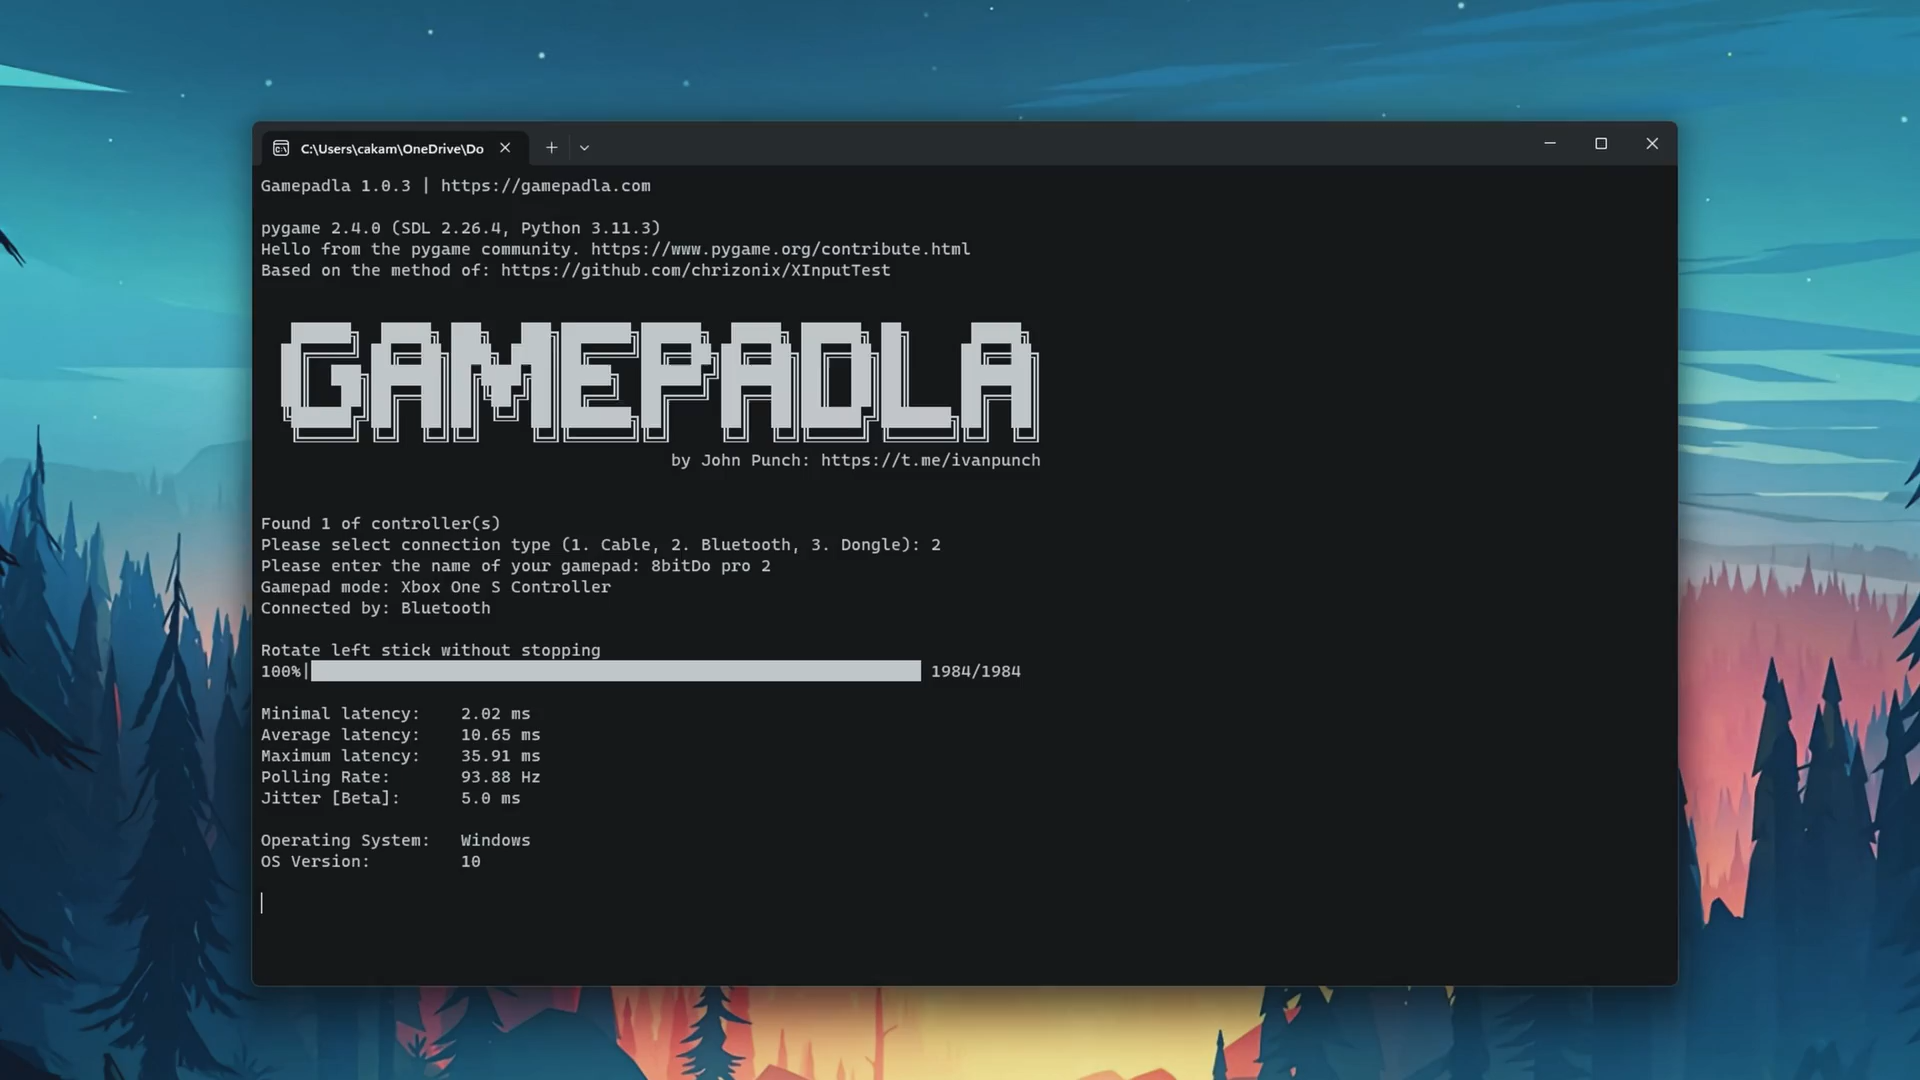 C:\Users\cakam\OneDrive\Do
Gamepadla 1.0.3 | https://gamepadla.com
pygame 2.4.0 (SDL 2.26.4, Python 3.11.3)
Hello from the pygame community. https://www.pygame.org/contribute.html
Based on the method of: https://github.com/chrizonix/XInputTest
GAMEPADLA
by John Punch: https://t.me/ivanpunch
Found 1 of controller(s)
Please select connection type (1. Cable, 2. Bluetooth, 3. Dongle): 2
Please enter the name of your gamepad: 8bitDo pro 2
Gamepad mode: Xbox One S Controller
Connected by: Bluetooth
Rotate left stick without stopping
100%| 1984/1984
Minimal latency: 2.02 ms
Average latency: 10.65 ms
Maximum latency: 35.91 ms
Polling Rate: 93.88 Hz
Jitter [Beta]: 5.0 ms
Operating System: Windows
OS Version: 10